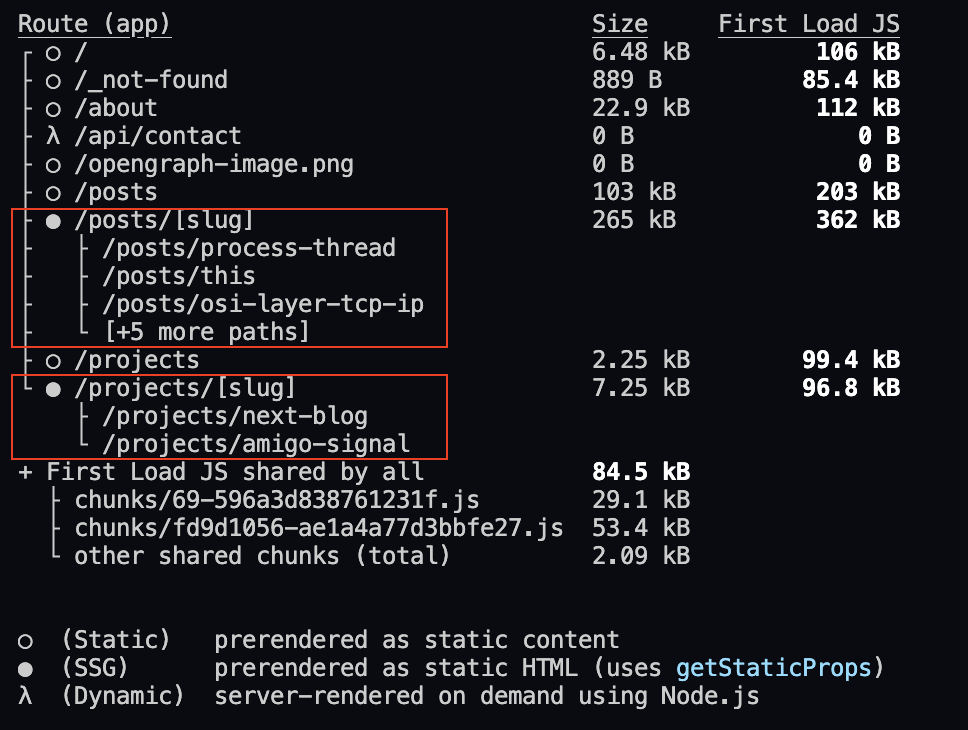 Route (app) Size First Load JS
┌ ○ / 6.48 kB 106 kB
├ ○ /_not-found 889 B 85.4 kB
├ ○ /about 22.9 kB 112 kB
├ λ /api/contact 0 B 0 B
├ ○ /opengraph-image.png 0 B 0 B
├ ○ /posts 103 kB 203 kB
├ ● /posts/[slug] 265 kB 362 kB
├   ├ /posts/process-thread
├   ├ /posts/this
├   ├ /posts/osi-layer-tcp-ip
├   └ [+5 more paths]
├ ○ /projects 2.25 kB 99.4 kB
└ ● /projects/[slug] 7.25 kB 96.8 kB
    ├ /projects/next-blog
    └ /projects/amigo-signal
+ First Load JS shared by all 84.5 kB
  ├ chunks/69-596a3d838761231f.js 29.1 kB
  ├ chunks/fd9d1056-ae1a4a77d3bbfe27.js 53.4 kB
  └ other shared chunks (total) 2.09 kB
○ (Static) prerendered as static content
● (SSG) prerendered as static HTML (uses getStaticProps)
λ (Dynamic) server-rendered on demand using Node.js